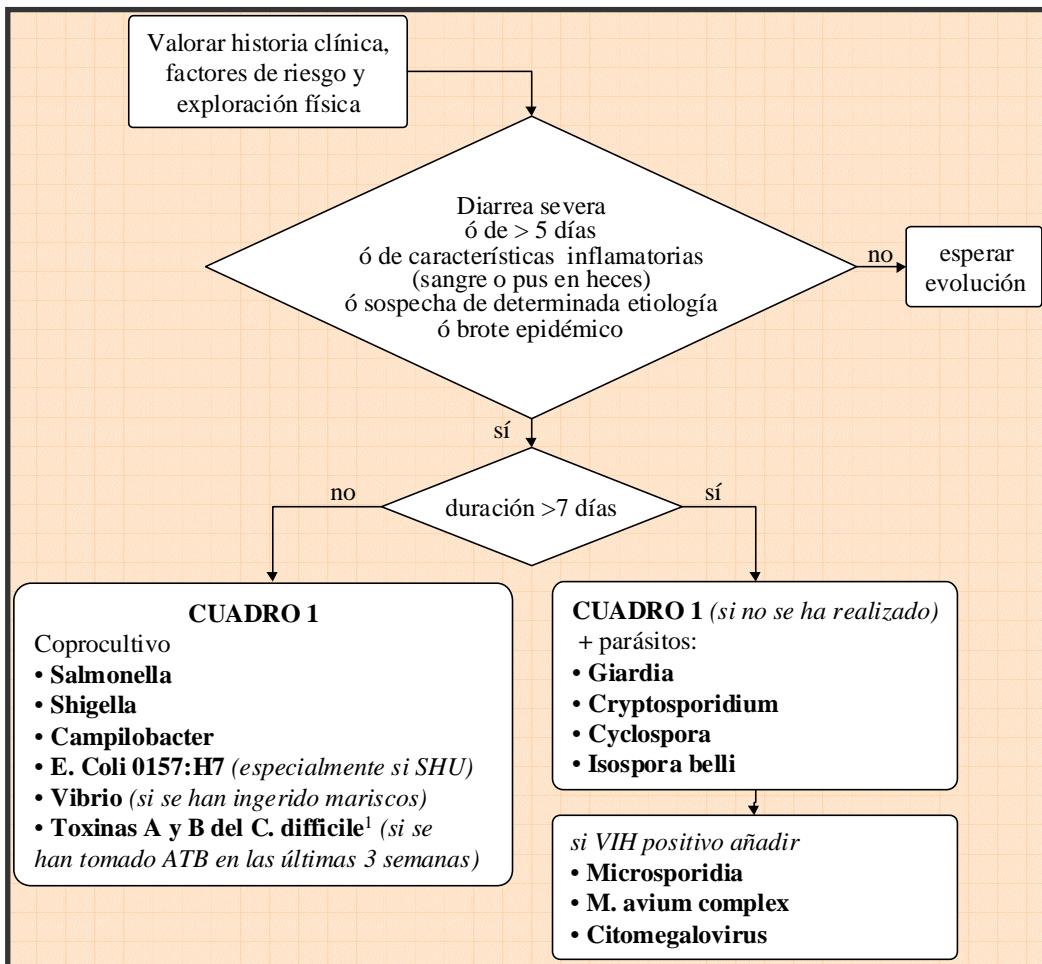 Valorar historia clínica,
factores de riesgo y
exploración física
Diarrea severa
ó de > 5 días
ó de características inflamatorias
(sangre o pus en heces)
ó sospecha de determinada etiología
ó brote epidémico
no
esperar
evolución
sí
duración >7 días
no
sí
CUADRO 1
Coprocultivo
• Salmonella
• Shigella
• Campilobacter
• E. Coli 0157:H7 (especialmente si SHU)
• Vibrio (si se han ingerido mariscos)
• Toxinas A y B del C. difficile¹ (si se
han tomado ATB en las últimas 3 semanas)
CUADRO 1 (si no se ha realizado)
+ parásitos:
• Giardia
• Cryptosporidium
• Cyclospora
• Isospora belli
si VIH positivo añadir
• Microsporidia
• M. avium complex
• Citomegalovirus